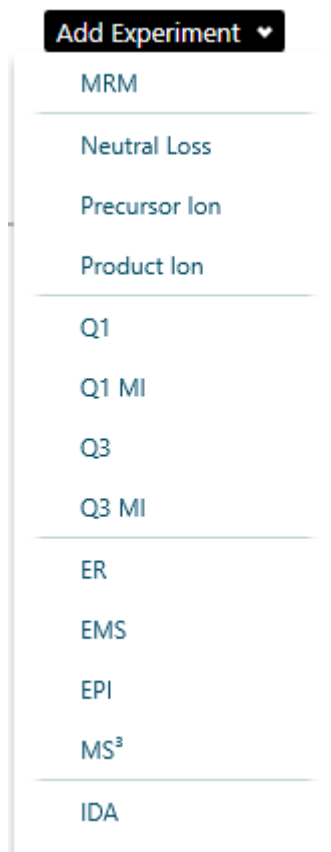 Add Experiment
MRM
Neutral Loss
Precursor Ion
Product Ion
Q1
Q1 MI
Q3
Q3 MI
ER
EMS
EPI
MS³
IDA